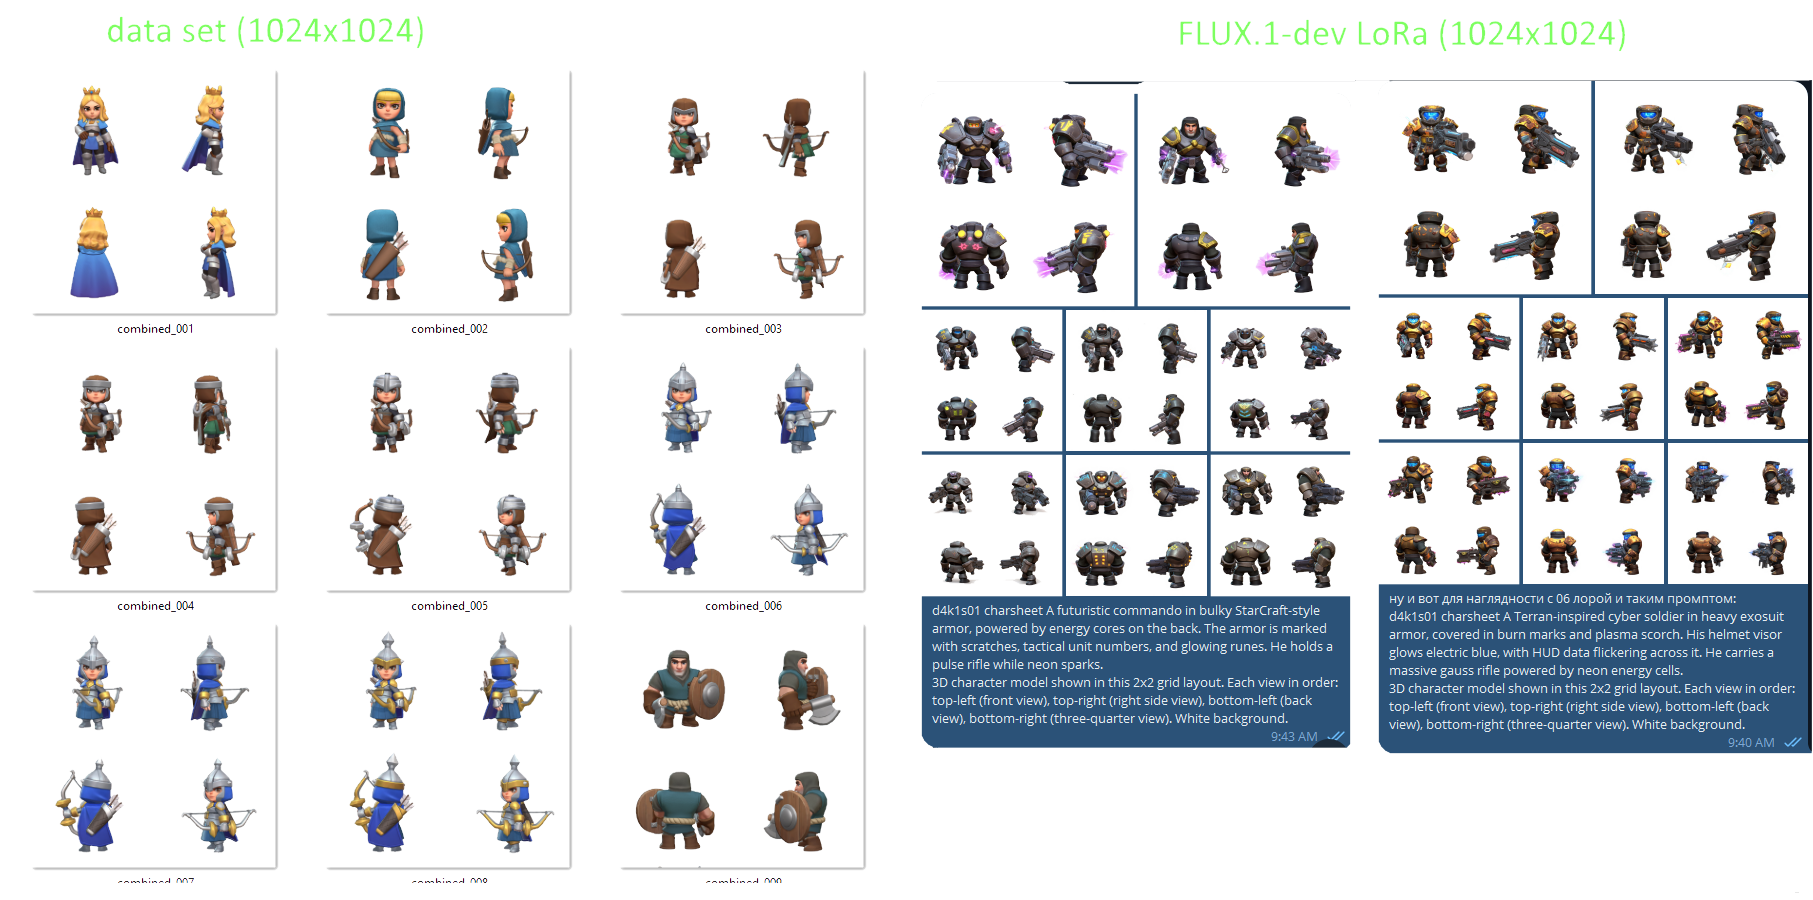 data set (1024x1024)
FLUX.1-dev LoRa (1024x1024)
combined_001
combined_002
combined_003
combined_004
combined_005
combined_006
combined_007
combined_008
combined_009
d4k1s01 charsheet A futuristic commando in bulky StarCraft-style
armor, powered by energy cores on the back. The armor is marked
with scratches, tactical unit numbers, and glowing runes. He holds a
pulse rifle while neon sparks.
3D character model shown in this 2x2 grid layout. Each view in order:
top-left (front view), top-right (right side view), bottom-left (back
view), bottom-right (three-quarter view). White background.
9:43 AM
ну и вот для наглядности с 06 лорой и таким промптом:
d4k1s01 charsheet A Terran-inspired cyber soldier in heavy exosuit
armor, covered in burn marks and plasma scorch. His helmet visor
glows electric blue, with HUD data flickering across it. He carries a
massive gauss rifle powered by neon energy cells.
3D character model shown in this 2x2 grid layout. Each view in order:
top-left (front view), top-right (right side view), bottom-left (back
view), bottom-right (three-quarter view). White background.
9:40 AM